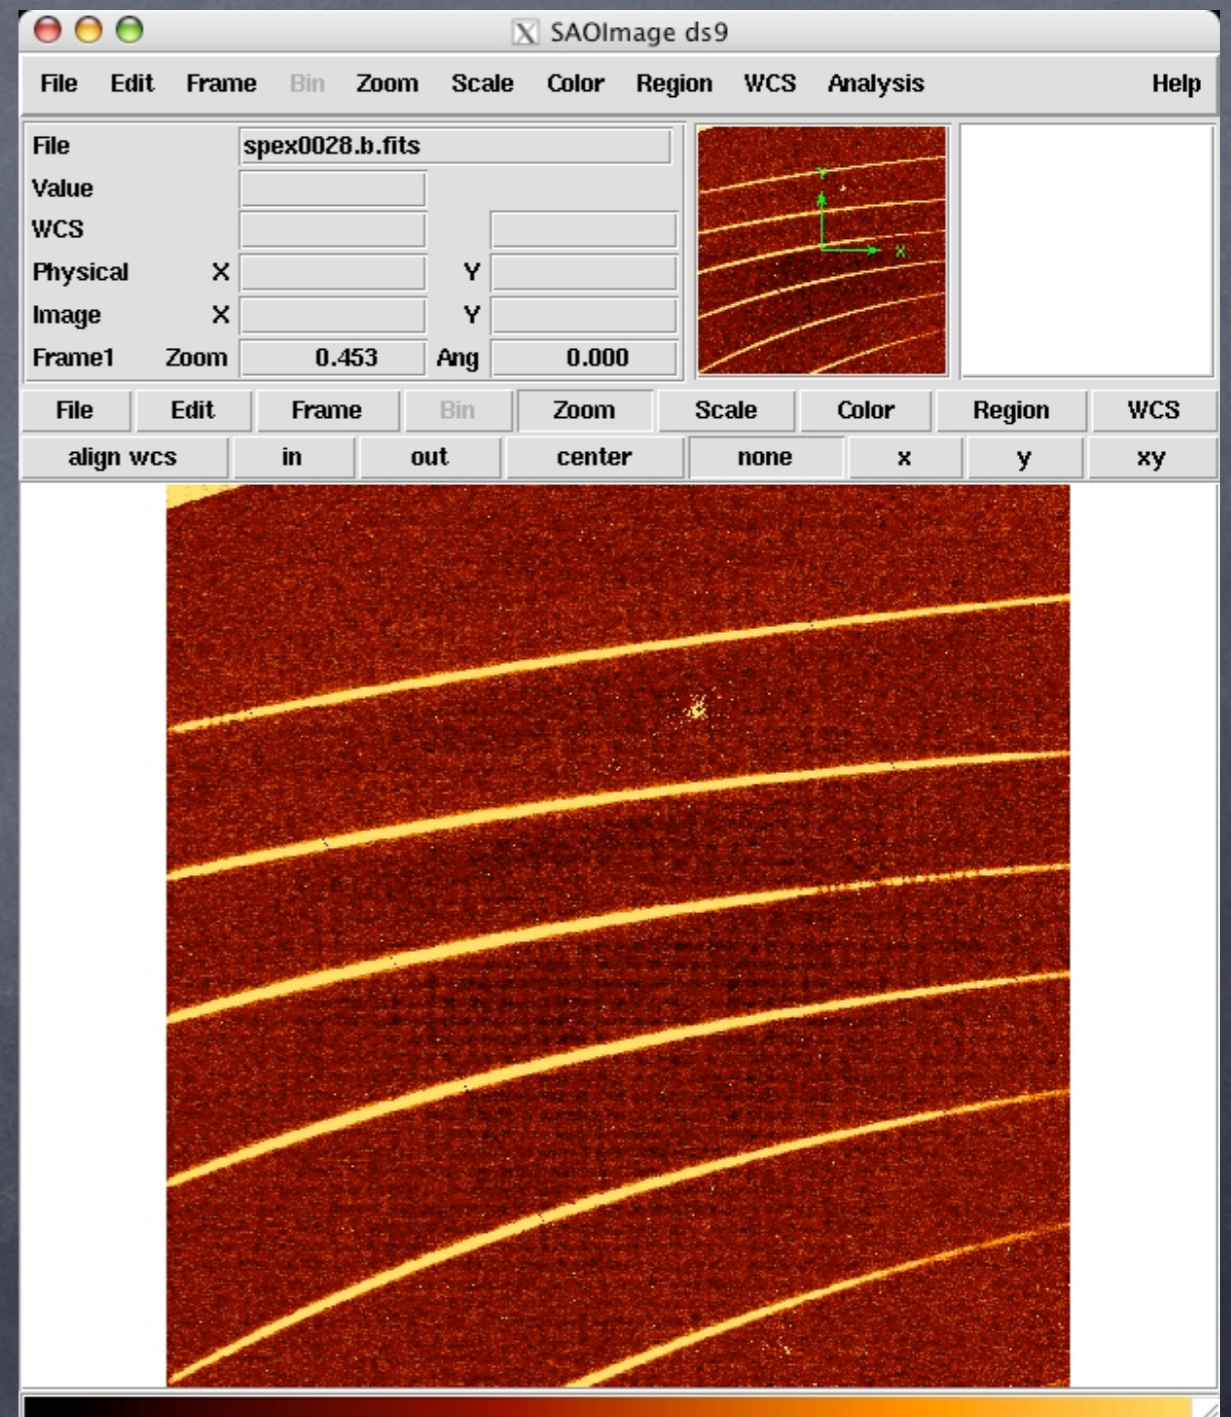 SAOImage ds9
File Edit Frame Bin Zoom Scale Color Region WCS Analysis Help
File spex0028.b.fits
Value
WCS
Physical X Y
Image X Y
Frame1 Zoom 0.453 Ang 0.000
Y
X
File Edit Frame Bin Zoom Scale Color Region WCS
align wcs in out center none x y xy